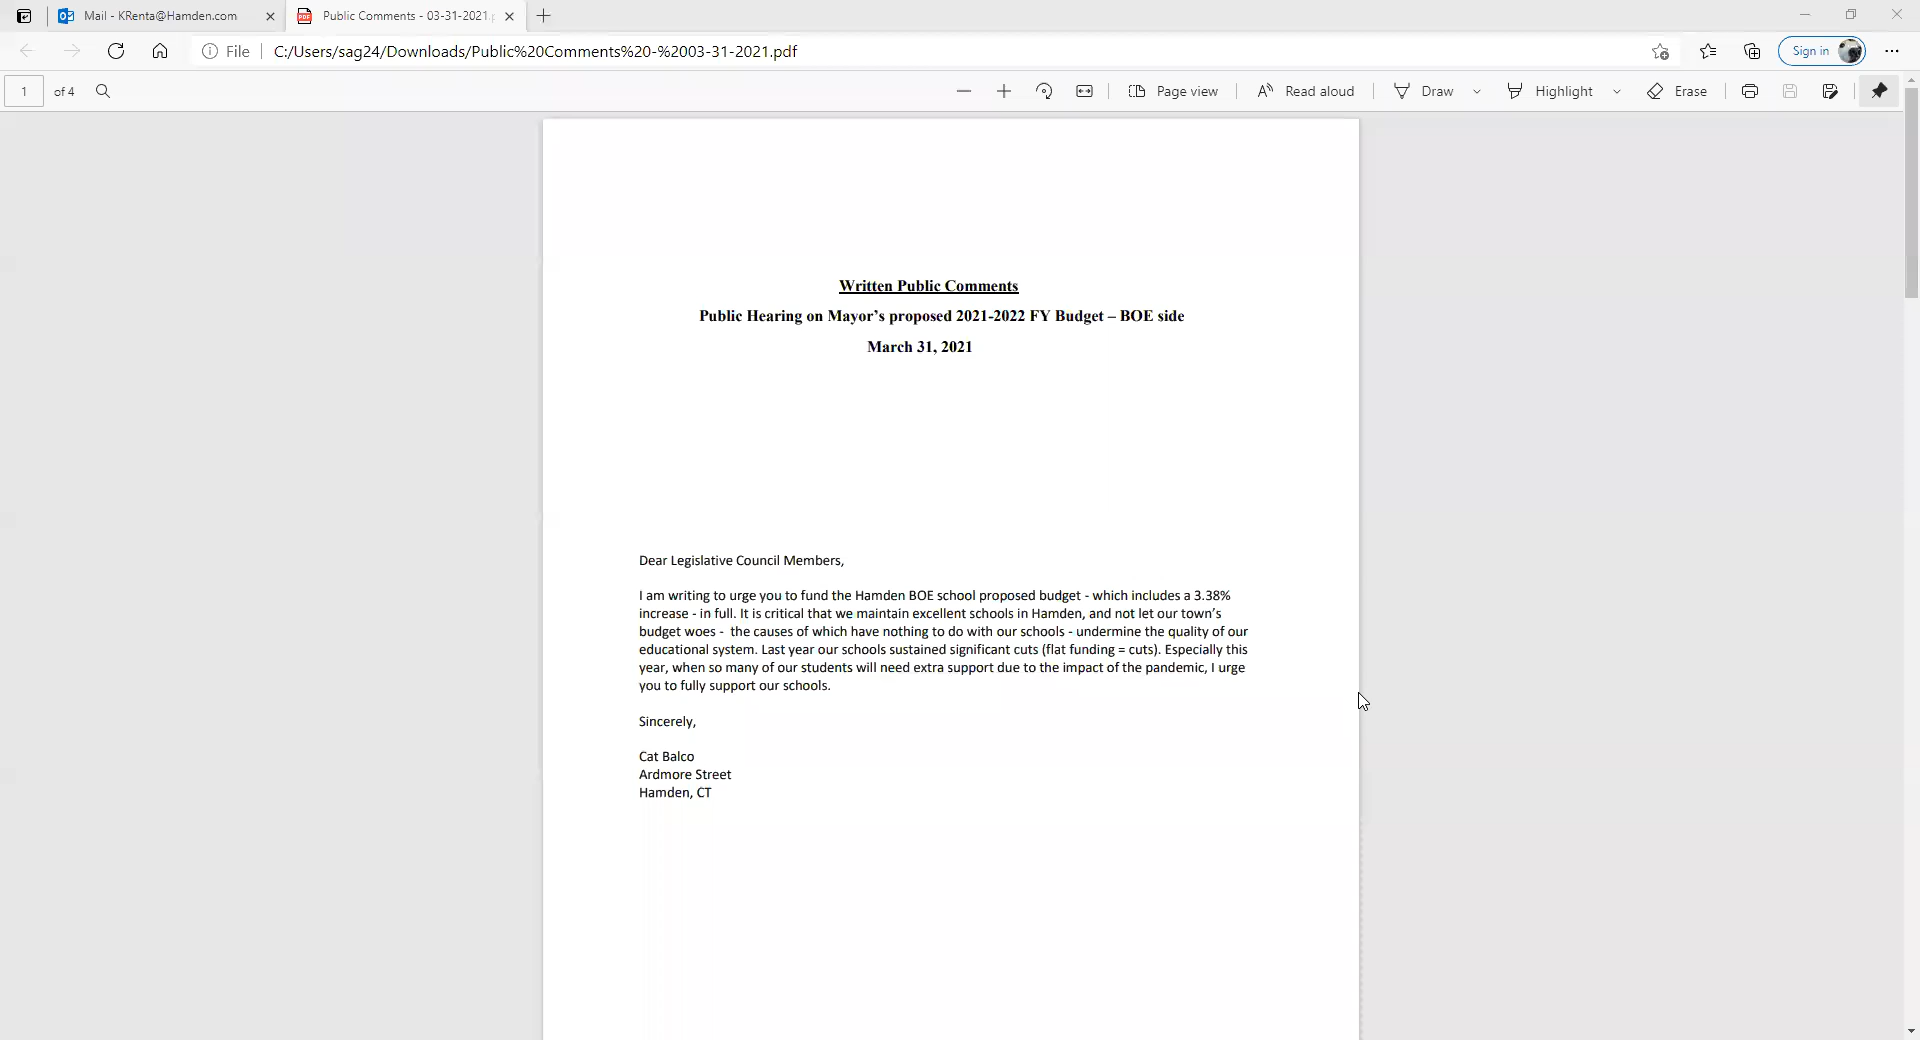 Mail - KRenta@Hamden.com
Public Comments - 03-31-2021.p
File
C:/Users/sag24/Downloads/Public%20Comments%20-%2003-31-2021.pdf
Sign in
1 of 4
Page view
Read aloud
Draw
Highlight
Erase
Written Public Comments
Public Hearing on Mayor's proposed 2021-2022 FY Budget – BOE side
March 31, 2021
Dear Legislative Council Members,
I am writing to urge you to fund the Hamden BOE school proposed budget - which includes a 3.38%
increase - in full. It is critical that we maintain excellent schools in Hamden, and not let our town's
budget woes - the causes of which have nothing to do with our schools - undermine the quality of our
educational system. Last year our schools sustained significant cuts (flat funding = cuts). Especially this
year, when so many of our students will need extra support due to the impact of the pandemic, I urge
you to fully support our schools.
Sincerely,
Cat Balco
Ardmore Street
Hamden, CT